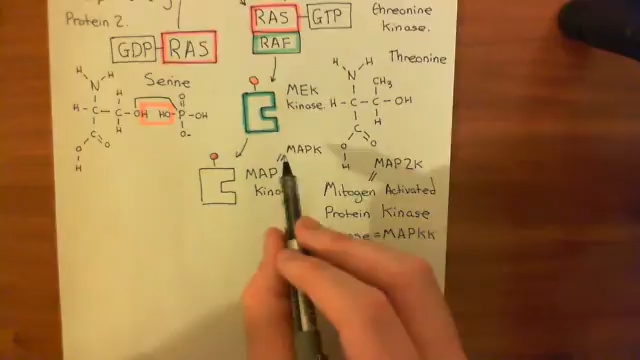 Protein 2.
GDP RAS
RAS GTP
RAF
threonine
kinase.
Serine
Threonine
MEK
kinase.
MAPK
MAP
MAP2K
Mitogen Activated
Protein Kinase
= MAPKK
H H
N
H C C OH HO P OH
H
H
O
O-
C O
O
H
H H
N CH3
H C C OH
H
C O
O
H